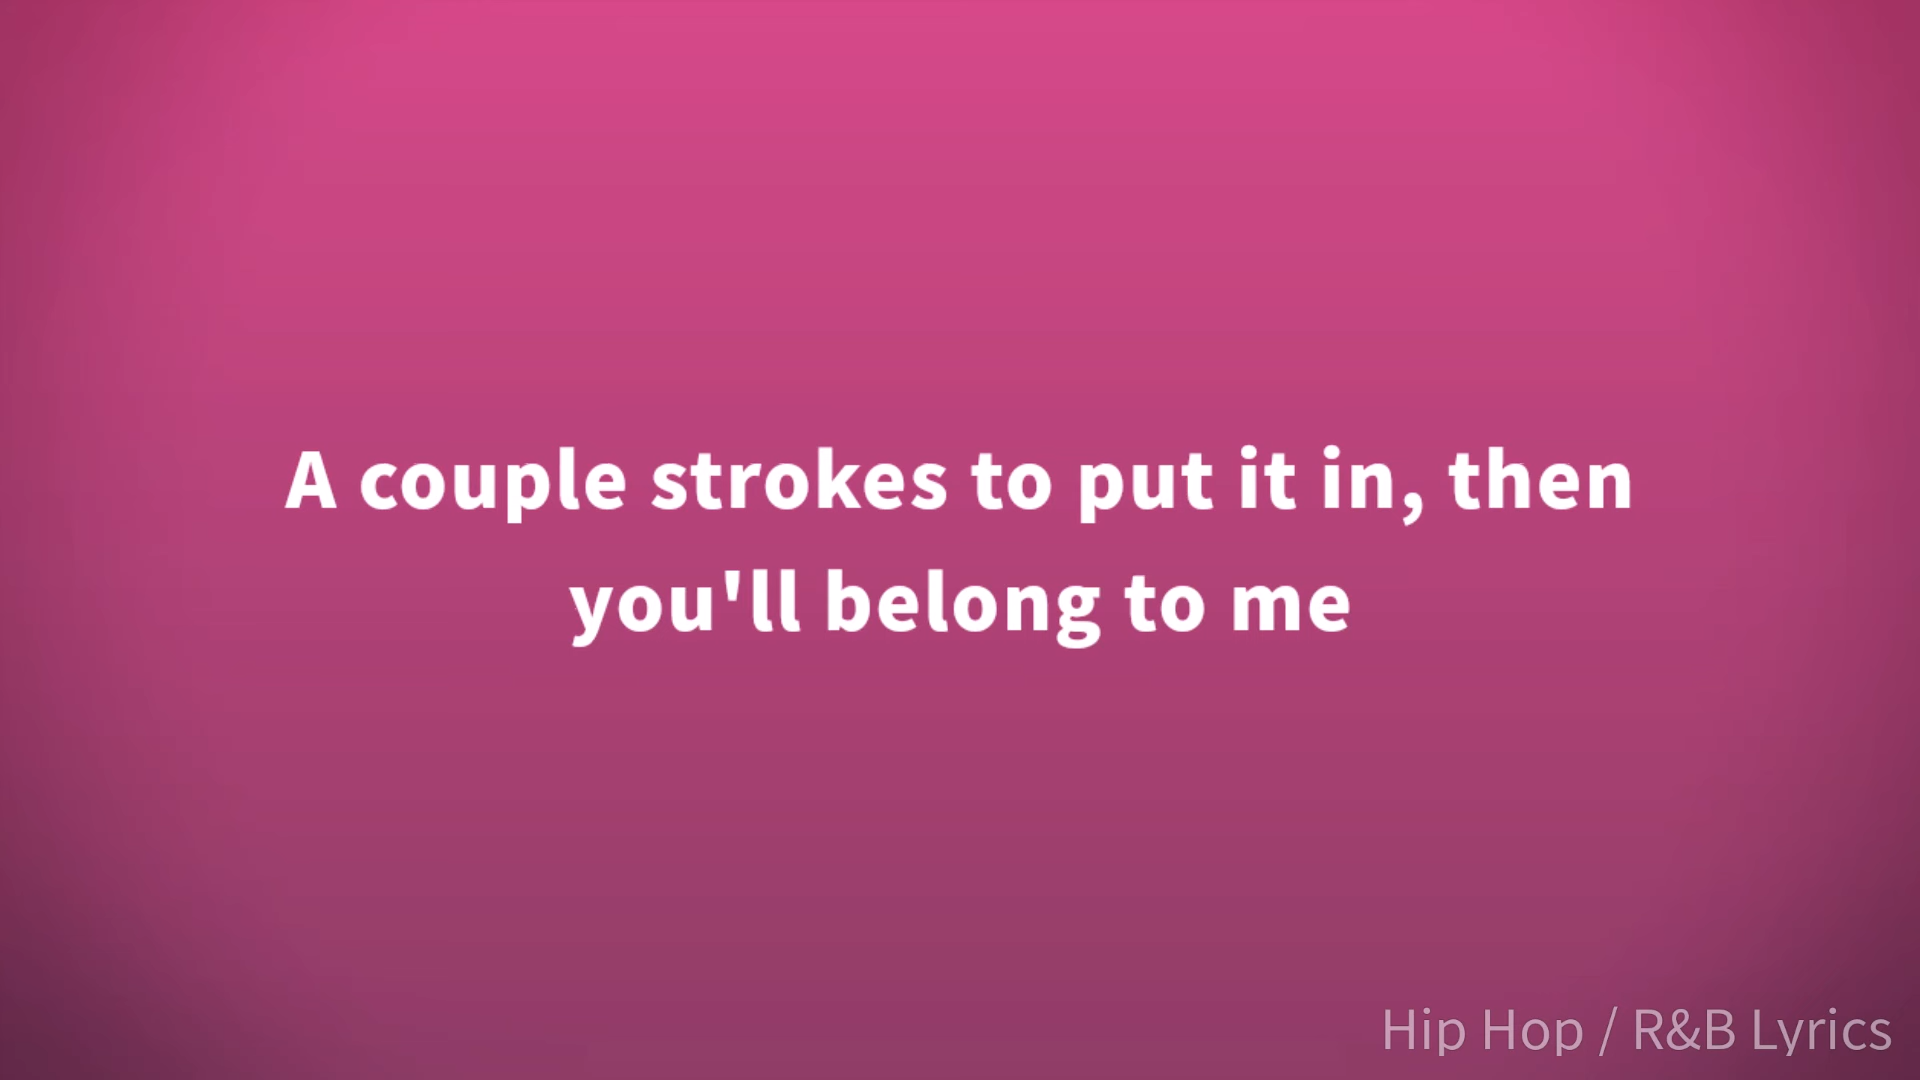 A couple strokes to put it in, then
you'll belong to me
Hip Hop / R&B Lyrics